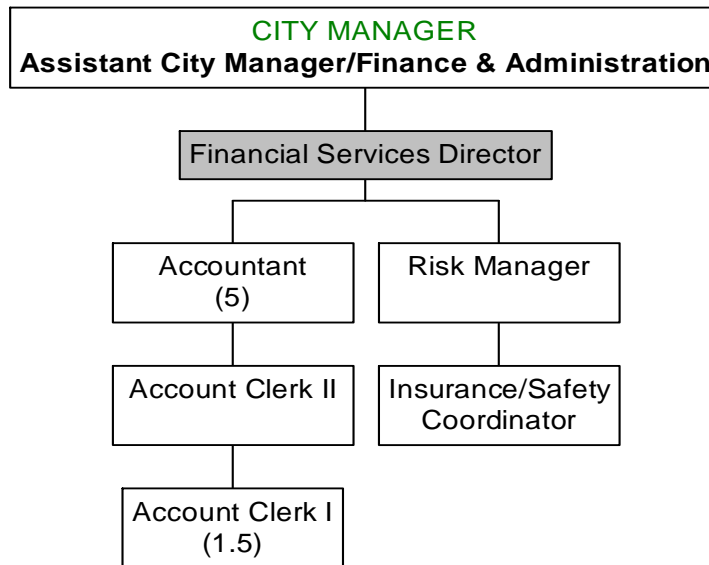 CITY MANAGER
Assistant City Manager/Finance & Administration
Financial Services Director
Accountant
(5)
Risk Manager
Account Clerk II
Insurance/Safety
Coordinator
Account Clerk I
(1.5)